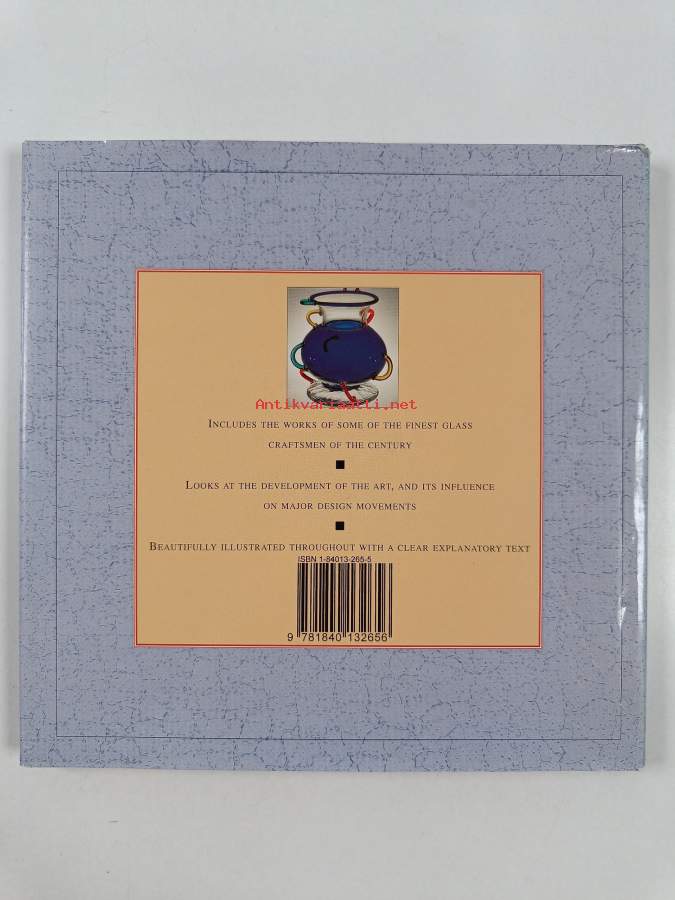 Antikvariaatti.net
INCLUDES THE WORKS OF SOME OF THE FINEST GLASS
CRAFTSMEN OF THE CENTURY
LOOKS AT THE DEVELOPMENT OF THE ART, AND ITS INFLUENCE
ON MAJOR DESIGN MOVEMENTS
BEAUTIFULLY ILLUSTRATED THROUGHOUT WITH A CLEAR EXPLANATORY TEXT
ISBN 1-84013-265-5
9 781840 132656